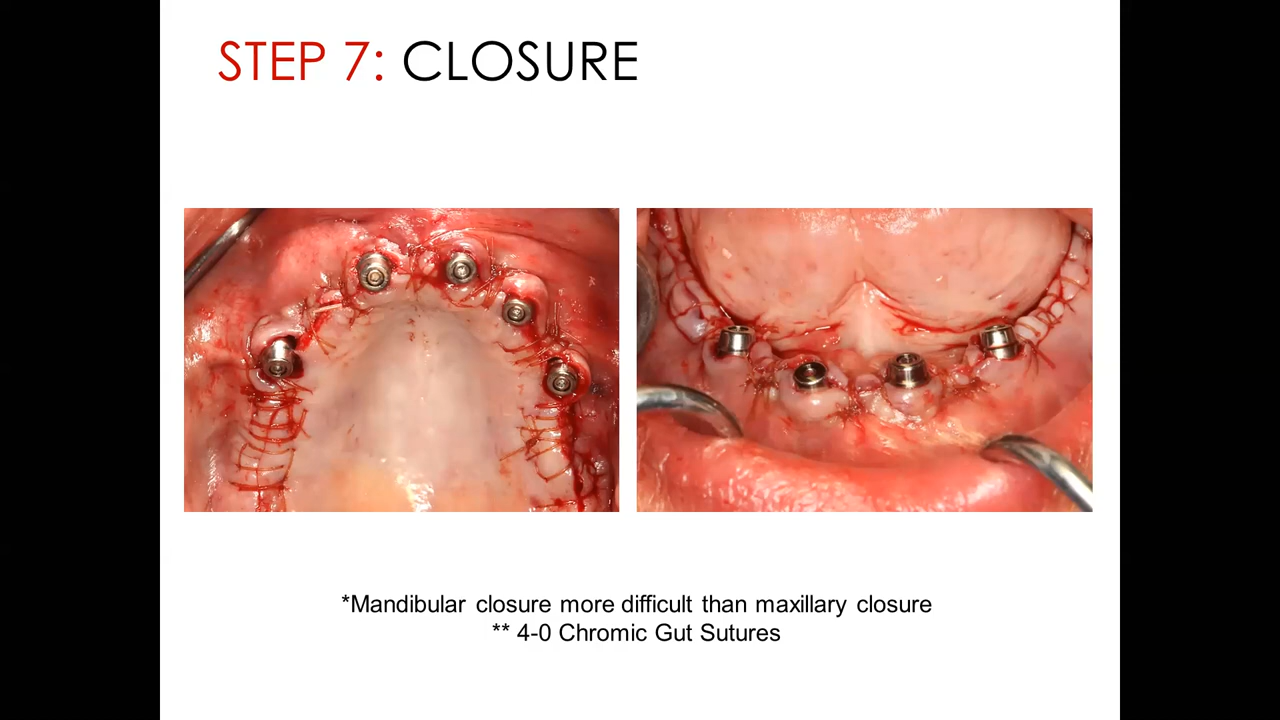 STEP 7: CLOSURE
*Mandibular closure more difficult than maxillary closure
** 4-0 Chromic Gut Sutures